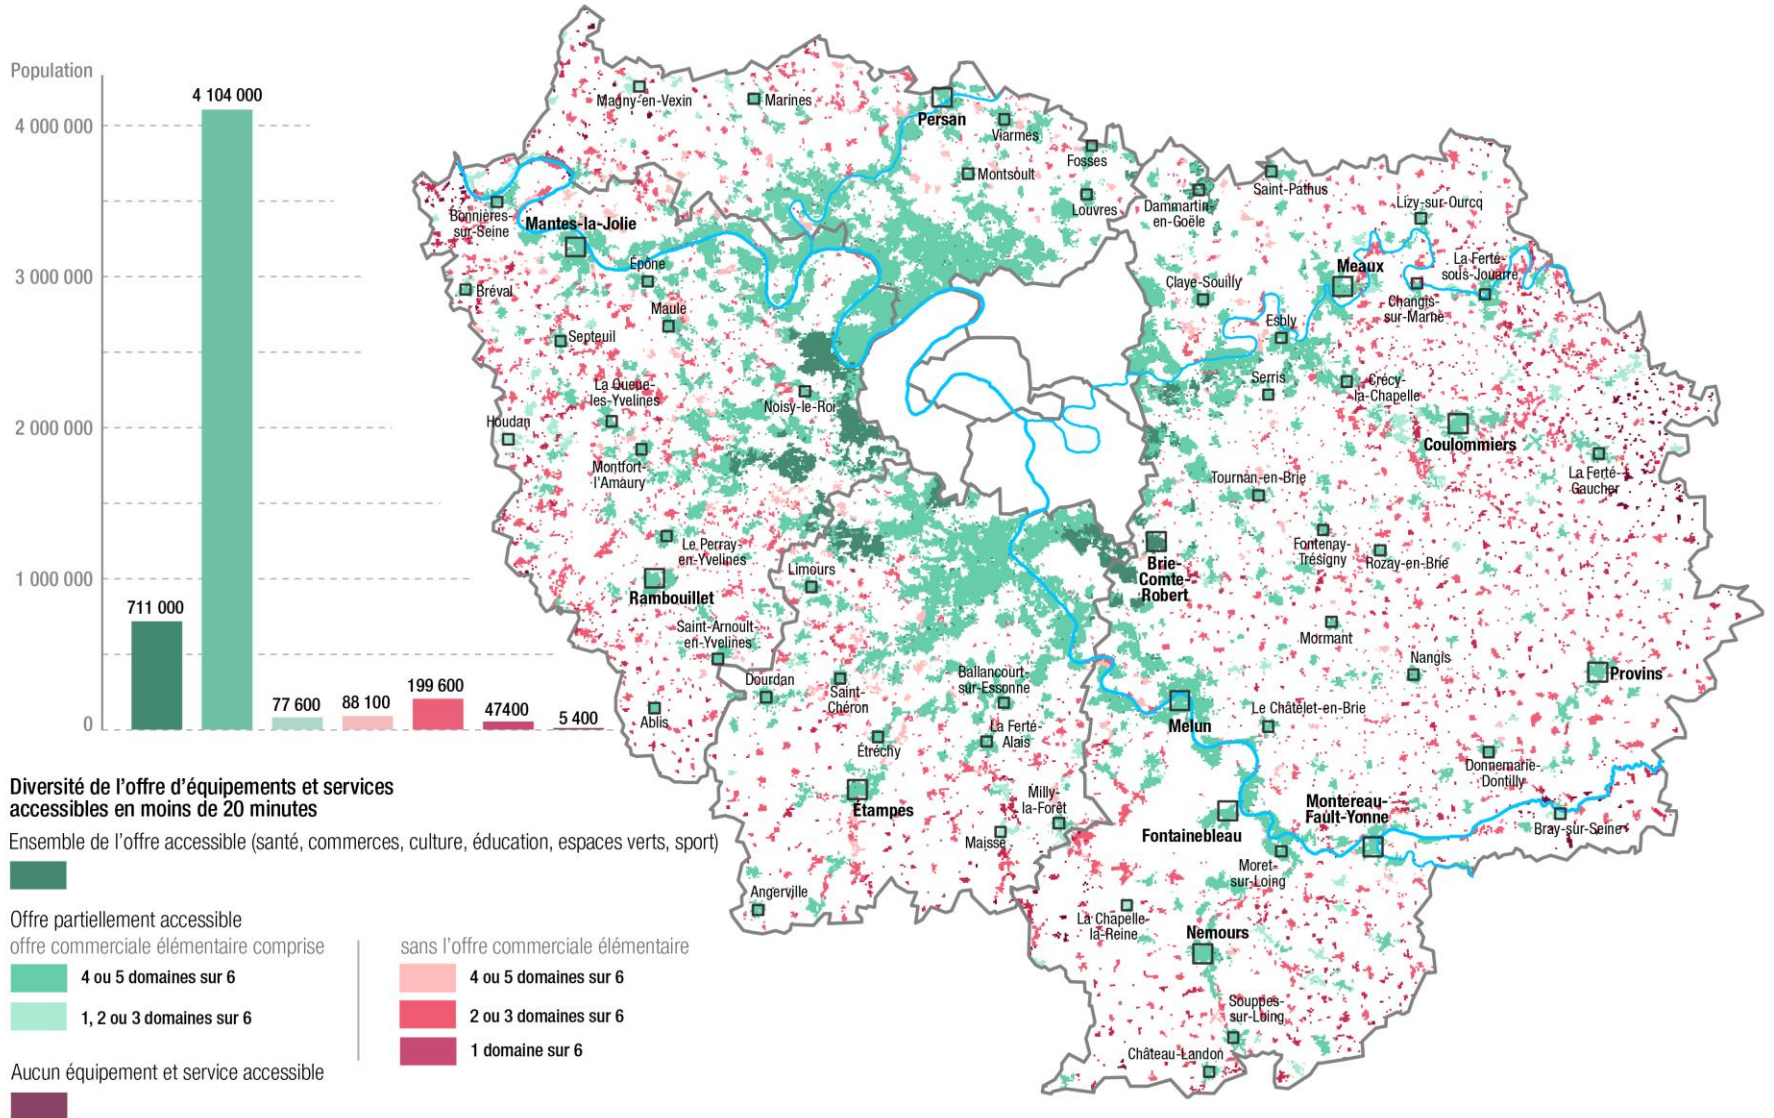 Population
4 104 000
4 000 000
3 000 000
2 000 000
1 000 000
0
711 000
77 600
88 100
199 600
47400
5 400
Diversité de l'offre d'équipements et services
accessibles en moins de 20 minutes
Ensemble de l'offre accessible (santé, commerces, culture, éducation, espaces verts, sport)
Offre partiellement accessible
offre commerciale élémentaire comprise
4 ou 5 domaines sur 6
1, 2 ou 3 domaines sur 6
sans l'offre commerciale élémentaire
4 ou 5 domaines sur 6
2 ou 3 domaines sur 6
1 domaine sur 6
Aucun équipement et service accessible
Magny-en-Vexin
Marines
Persan
Viarmes
Fosses
Montsoult
Louvres
Dammartin-
en-Goële
Saint-Pathus
Lizy-sur-Ourcq
Bonnières-
sur-Seine
Mantes-la-Jolie
Épône
Bréval
Maule
Septeuil
Claye-Souilly
Meaux
La Ferté-
sous-Jouarre
Changis-
sur-Marne
Esbly
Serris
Crécy-
la-Chapelle
Coulommiers
La Ferté-
Gaucher
La Queue-
les-Yvelines
Noisy-le-Roi
Houdan
Montfort-
l'Amaury
Tournan-en-Brie
Fontenay-
Trésigny
Rozay-en-Brie
Brie-
Comte-
Robert
Le Perray-
en-Yvelines
Rambouillet
Limours
Saint-Arnoult-
en-Yvelines
Mormant
Nangis
Provins
Dourdan
Saint-
Chéron
Ballancourt-
sur-Essonne
La Ferté-
Alais
Ablis
Étréchy
Melun
Le Châtelet-en-Brie
Donnemarie-
Dontilly
Étampes
Milly-
la-Forêt
Maisse
Fontainebleau
Montereau-
Fault-Yonne
Bray-sur-Seine
Moret-
sur-Loing
Angerville
La Chapelle-
la-Reine
Nemours
Souppes-
sur-Loing
Château-Landon